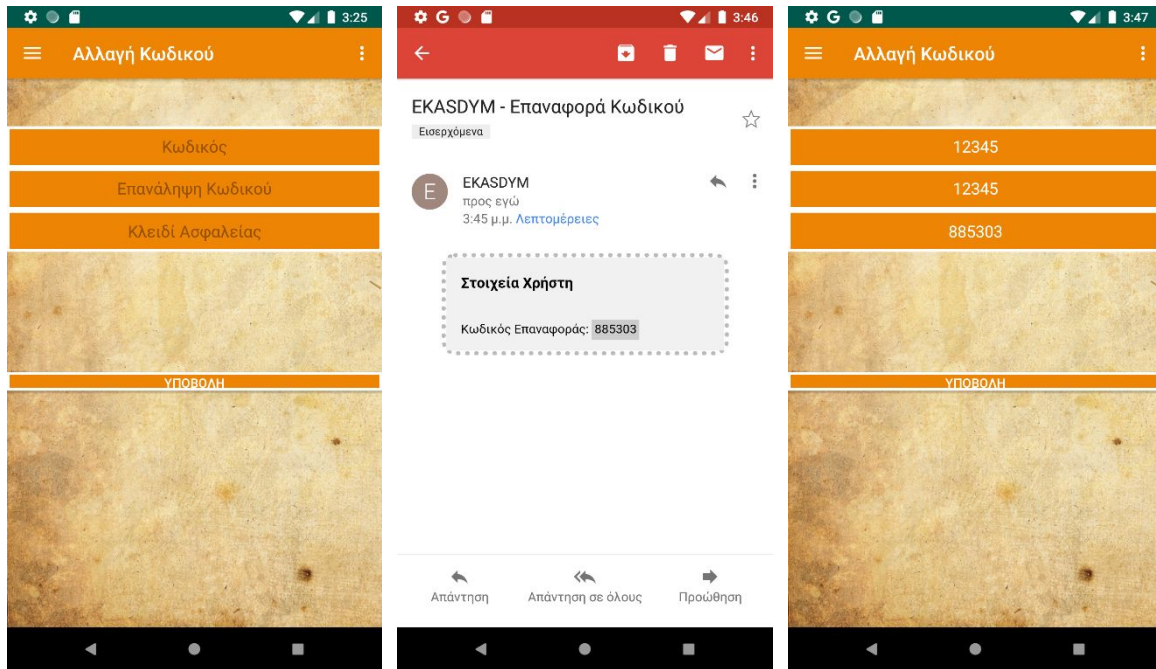 3:25
Αλλαγή Κωδικού
Κωδικός
Επανάληψη Κωδικού
Κλειδί Ασφαλείας
ΥΠΟΒΟΛΗ
G
3:46
EKASDYM - Επαναφορά Κωδικού
Εισερχόμενα
E
EKASDYM
προς εγώ
3:45 μ.μ. Λεπτομέρειες
Στοιχεία Χρήστη
Κωδικός Επαναφοράς: 885303
Απάντηση
Απάντηση σε όλους
Προώθηση
G
3:47
Αλλαγή Κωδικού
12345
12345
885303
ΥΠΟΒΟΛΗ